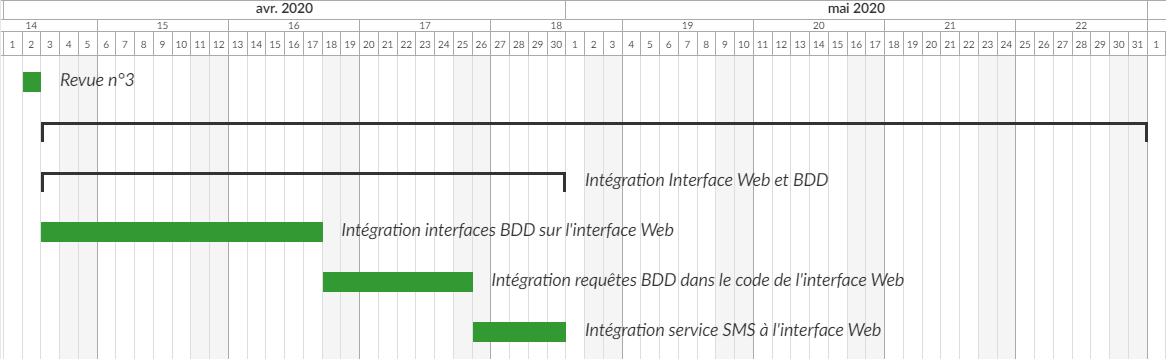 avr. 2020 mai 2020
14 15 16 17 18 19 20 21 22
1 2 3 4 5 6 7 8 9 10 11 12 13 14 15 16 17 18 19 20 21 22 23 24 25 26 27 28 29 30 1 2 3 4 5 6 7 8 9 10 11 12 13 14 15 16 17 18 19 20 21 22 23 24 25 26 27 28 29 30 31 1
Revue n°3
Intégration Interface Web et BDD
Intégration interfaces BDD sur l'interface Web
Intégration requêtes BDD dans le code de l'interface Web
Intégration service SMS à l'interface Web